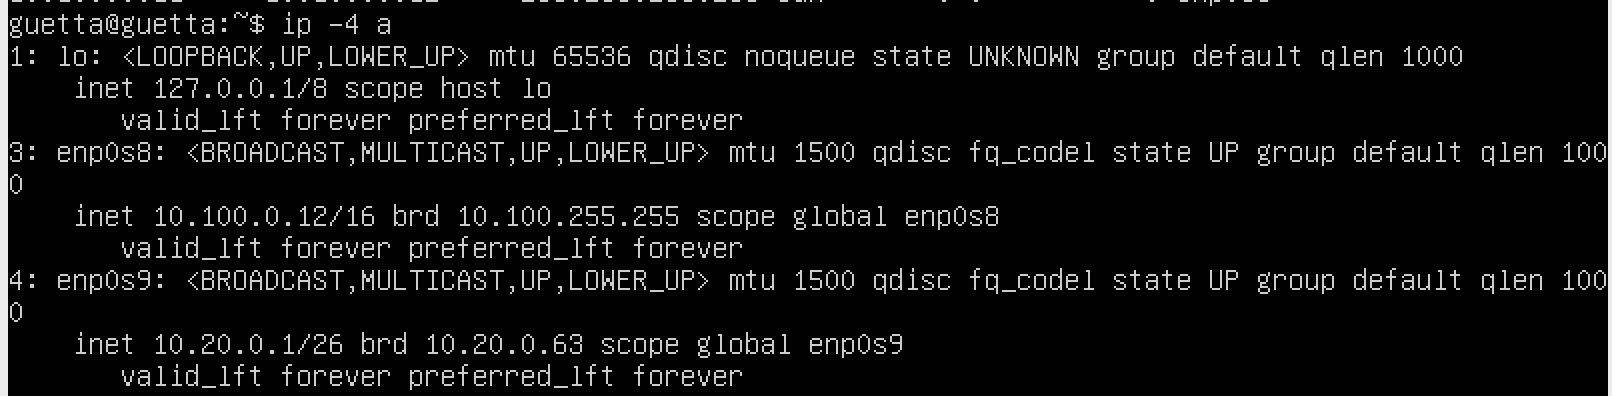 guetta@guetta:~$ ip -4 a
1: lo: <LOOPBACK,UP,LOWER_UP> mtu 65536 qdisc noqueue state UNKNOWN group default qlen 1000
    inet 127.0.0.1/8 scope host lo
       valid_lft forever preferred_lft forever
3: enp0s8: <BROADCAST,MULTICAST,UP,LOWER_UP> mtu 1500 qdisc fq_codel state UP group default qlen 100
0
    inet 10.100.0.12/16 brd 10.100.255.255 scope global enp0s8
       valid_lft forever preferred_lft forever
4: enp0s9: <BROADCAST,MULTICAST,UP,LOWER_UP> mtu 1500 qdisc fq_codel state UP group default qlen 100
0
    inet 10.20.0.1/26 brd 10.20.0.63 scope global enp0s9
       valid_lft forever preferred_lft forever